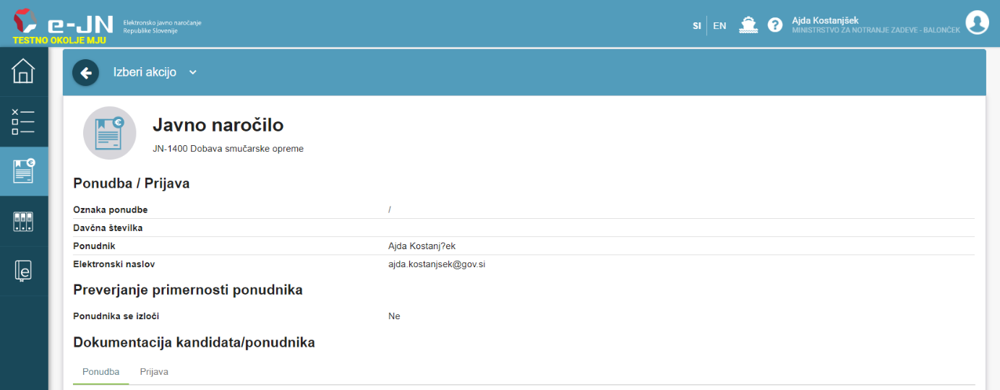 e-JN
Elektronsko javno naročanje
Republike Slovenije
TESTNO OKOLJE MJU
SI
EN
?
Ajda Kostanjšek
MINISTRSTVO ZA NOTRANJE ZADEVE - BALONČEK
Izberi akcijo
Javno naročilo
JN-1400 Dobava smučarske opreme
Ponudba / Prijava
Oznaka ponudbe /
Davčna številka
Ponudnik Ajda Kostanj?ek
Elektronski naslov ajda.kostanjsek@gov.si
Preverjanje primernosti ponudnika
Ponudnika se izloči Ne
Dokumentacija kandidata/ponudnika
Ponudba Prijava